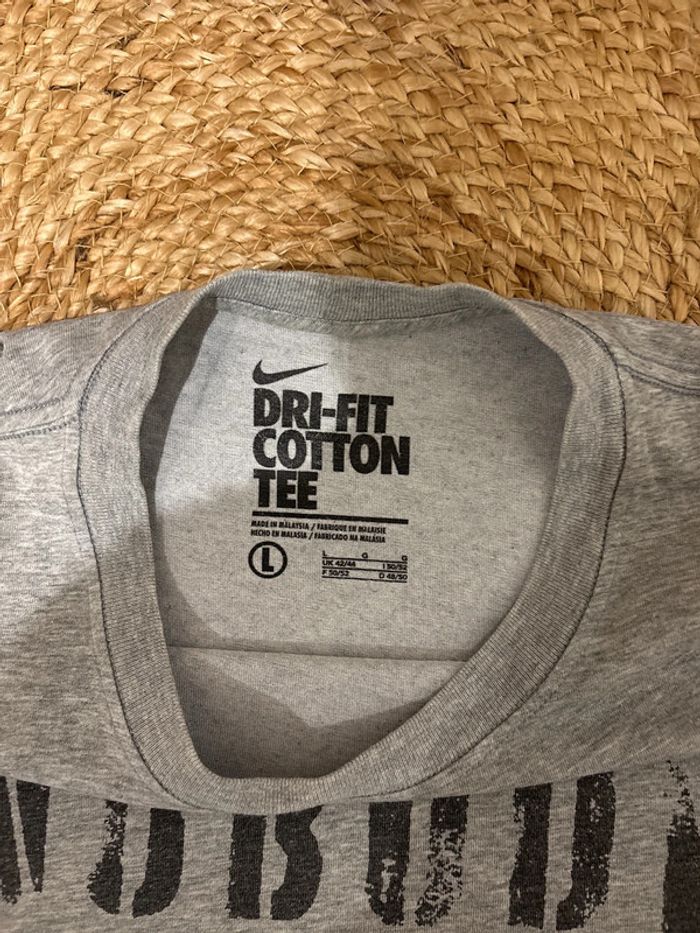 DRI-FIT
COTTON
TEE
MADE IN MALAYSIA / FABRIQUE EN MALAISIE
HECHO EN MALASIA / FABRICADO NA MALÁSIA
L
L G G
UK 42/44 I 50/52
F 50/52 D 48/50